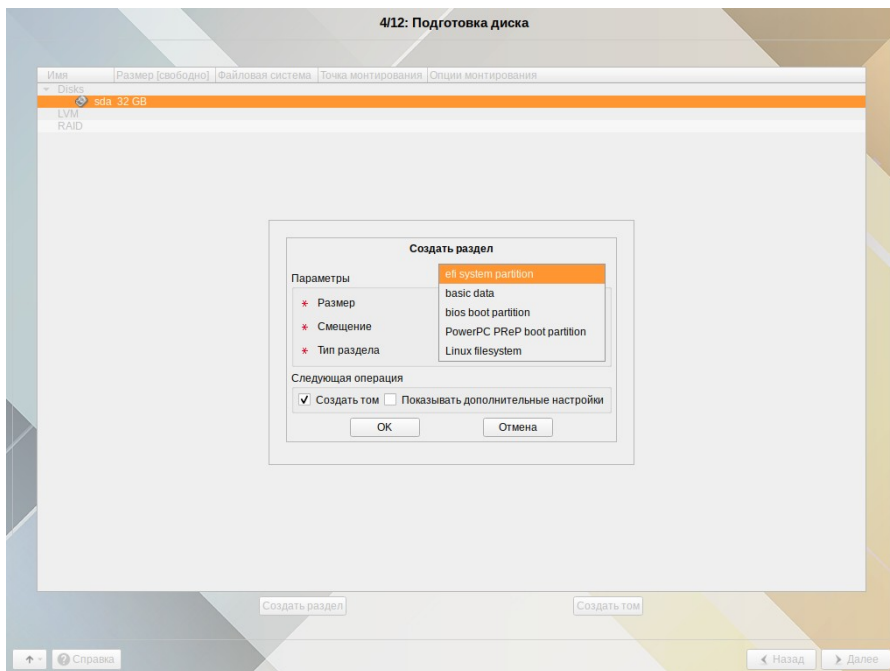 4/12: Подготовка диска
Имя Размер [свободно] Файловая система Точка монтирования Опции монтирования
Disks
sda 32 GB
LVM
RAID
Создать раздел
Параметры
efi system partition
basic data
bios boot partition
PowerPC PReP boot partition
Linux filesystem
* Размер
* Смещение
* Тип раздела
Следующая операция
Создать том Показывать дополнительные настройки
OK Отмена
Создать раздел Создать том
Справка Назад Далее